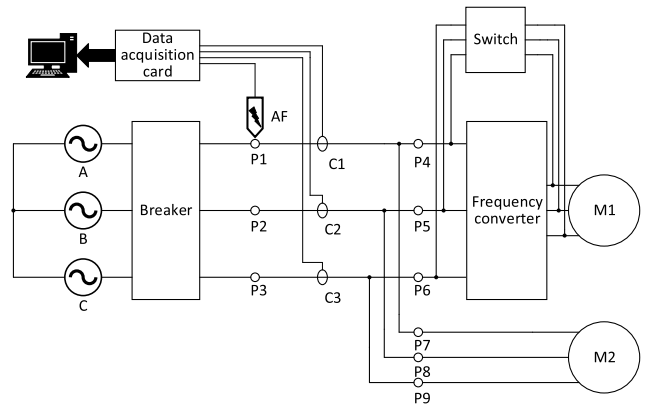 Switch
Data
acquisition
card
AF
P1
C1
P4
A
Breaker
Frequency
converter
M1
P2
C2
P5
B
P3
C3
P6
C
P7
M2
P8
P9